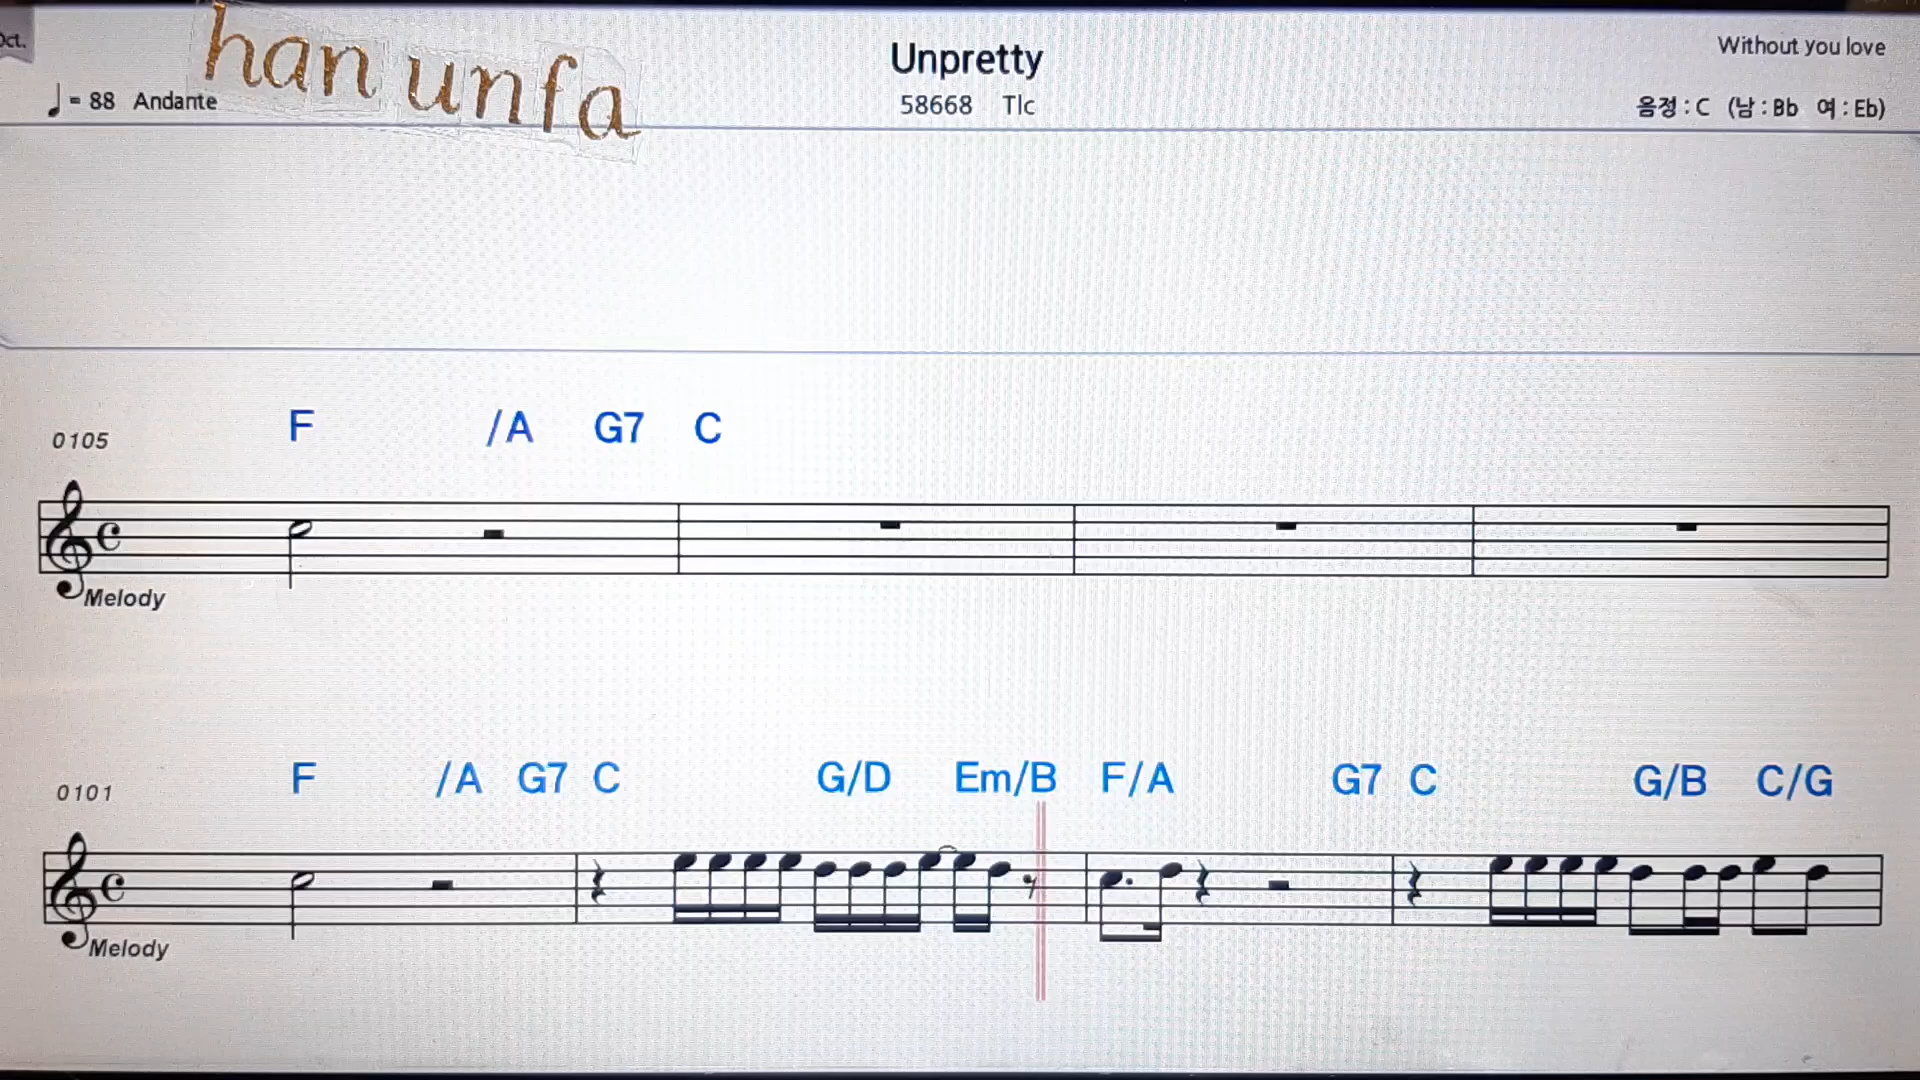 Oct.
han unfa
Unpretty
Without you love
= 88 Andante
58668 Tlc
음정 : C (남 : Bb 여 : Eb)
F /A G7 C
0105
Melody
F /A G7 C G/D Em/B F/A G7 C G/B C/G
0101
Melody